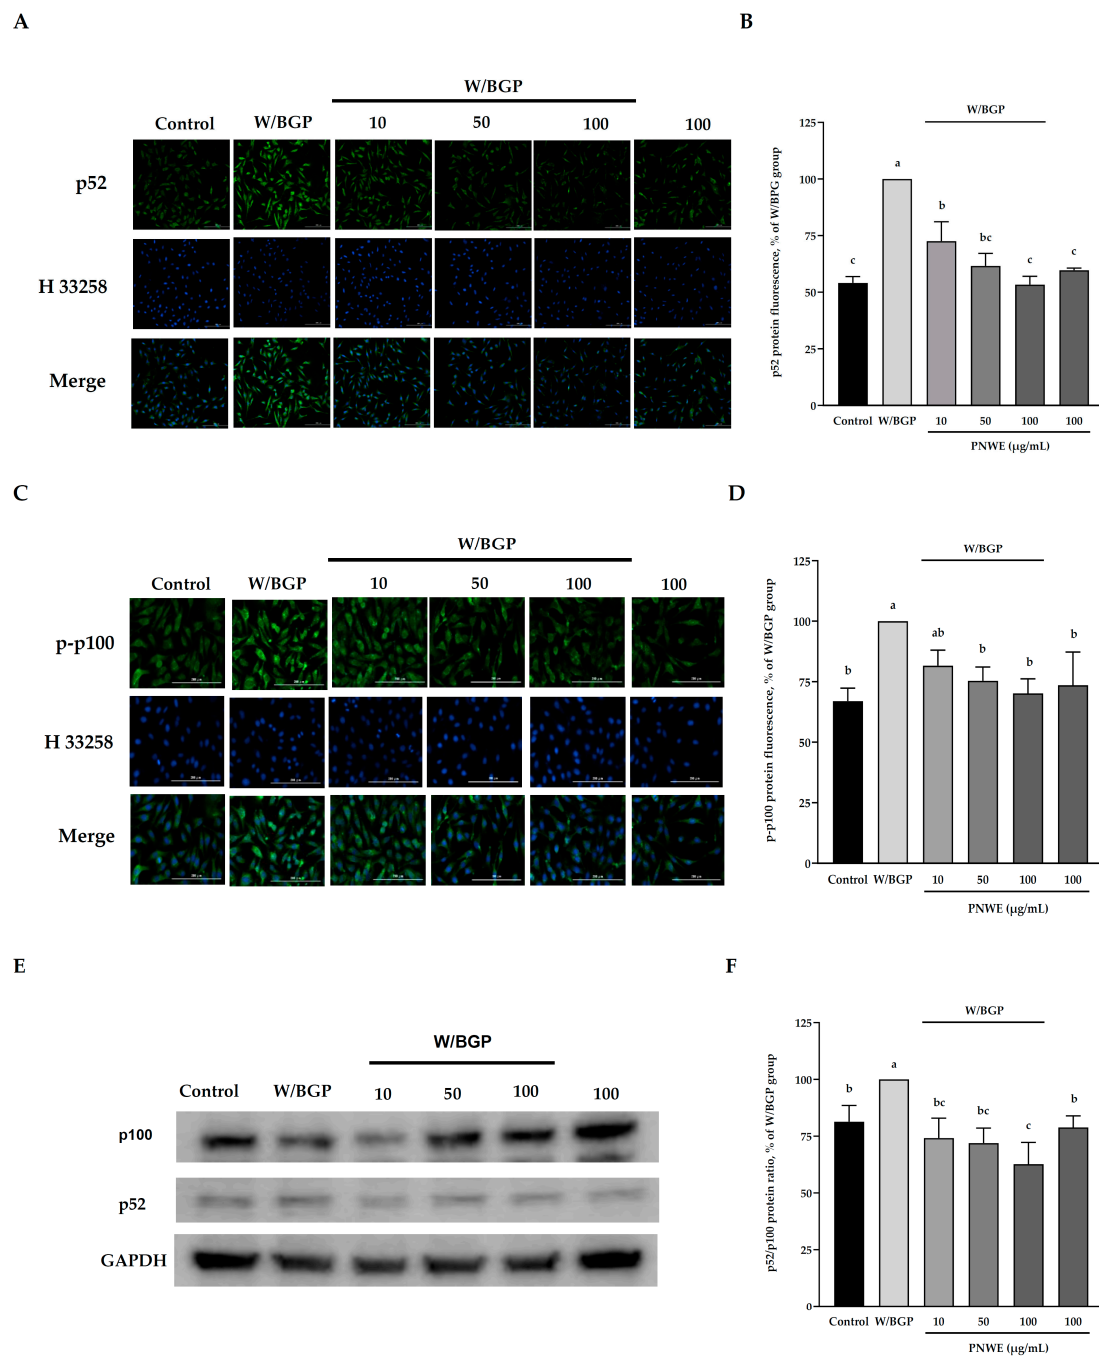 A
W/BGP
Control W/BGP 10 50 100 100
p52
H 33258
Merge
B
W/BGP
p52 protein fluorescence, % of W/BPG group
125
100
75
50
25
0
a
b
bc
c
c
c
Control W/BGP 10 50 100 100
PNWE (μg/mL)
C
W/BGP
Control W/BGP 10 50 100 100
p-p100
H 33258
Merge
D
W/BGP
p-p100 protein fluorescence, % of W/BGP group
125
100
75
50
25
0
a
ab
b
b
b
b
Control W/BGP 10 50 100 100
PNWE (μg/mL)
E
W/BGP
Control W/BGP 10 50 100 100
p100
p52
GAPDH
F
W/BGP
p52/p100 protein ratio, % of W/BGP group
125
100
75
50
25
0
a
b
bc
bc
c
b
Control W/BGP 10 50 100 100
PNWE (μg/mL)